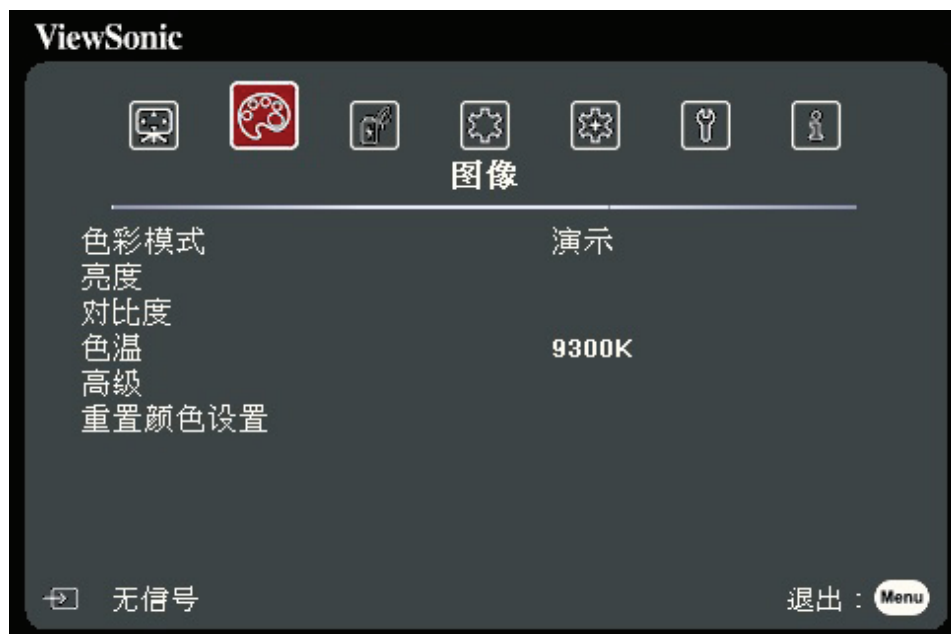 ViewSonic
图像
色彩模式 演示
亮度
对比度
色温 9300K
高级
重置颜色设置
无信号 退出：Menu